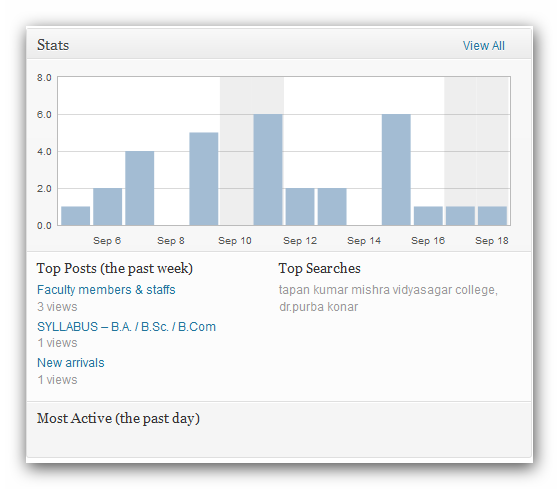 Stats
View All
8.0
6.0
4.0
2.0
0.0
Sep 6 Sep 8 Sep 10 Sep 12 Sep 14 Sep 16 Sep 18
Top Posts (the past week)
Faculty members & staffs
3 views
SYLLABUS – B.A. / B.Sc. / B.Com
1 views
New arrivals
1 views
Top Searches
tapan kumar mishra vidyasagar college,
dr.purba konar
Most Active (the past day)